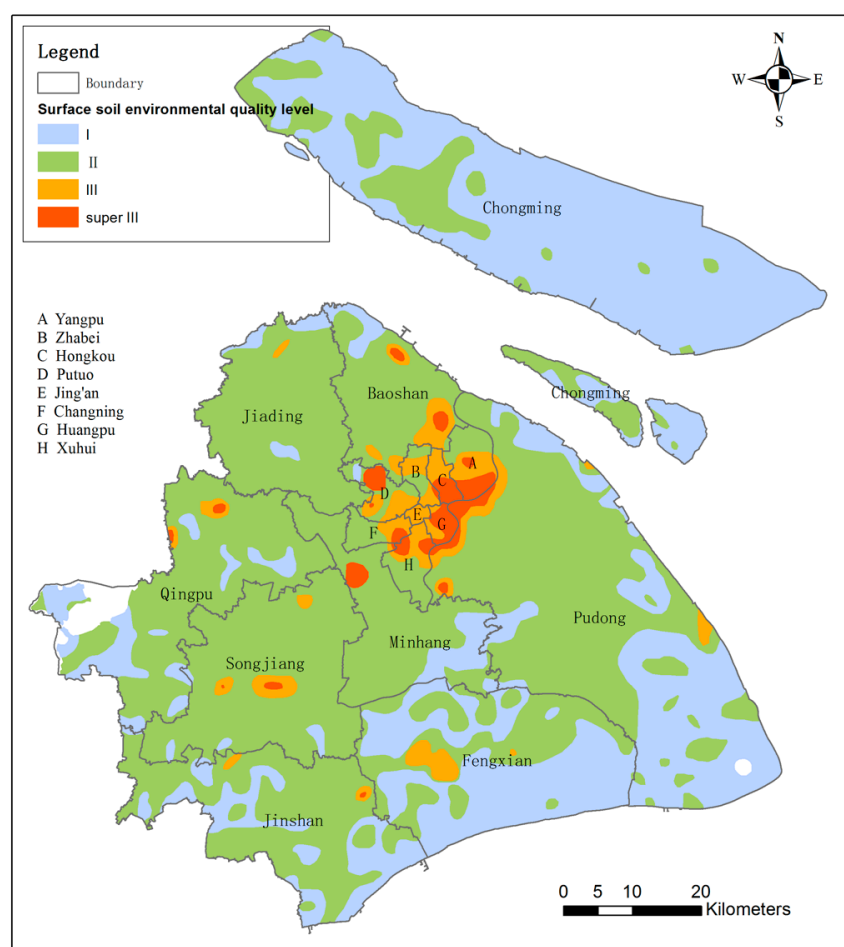 Legend
Boundary
Surface soil environmental quality level
I
II
III
super III
N
W E
S
Chongming
A Yangpu
B Zhabei
C Hongkou
D Putuo
E Jing'an
F Changning
G Huangpu
H Xuhui
Baoshan
Chongming
Jiading
A
B
C
D
E
G
F
H
Qingpu
Pudong
Minhang
Songjiang
Fengxian
Jinshan
0 5 10 20
Kilometers